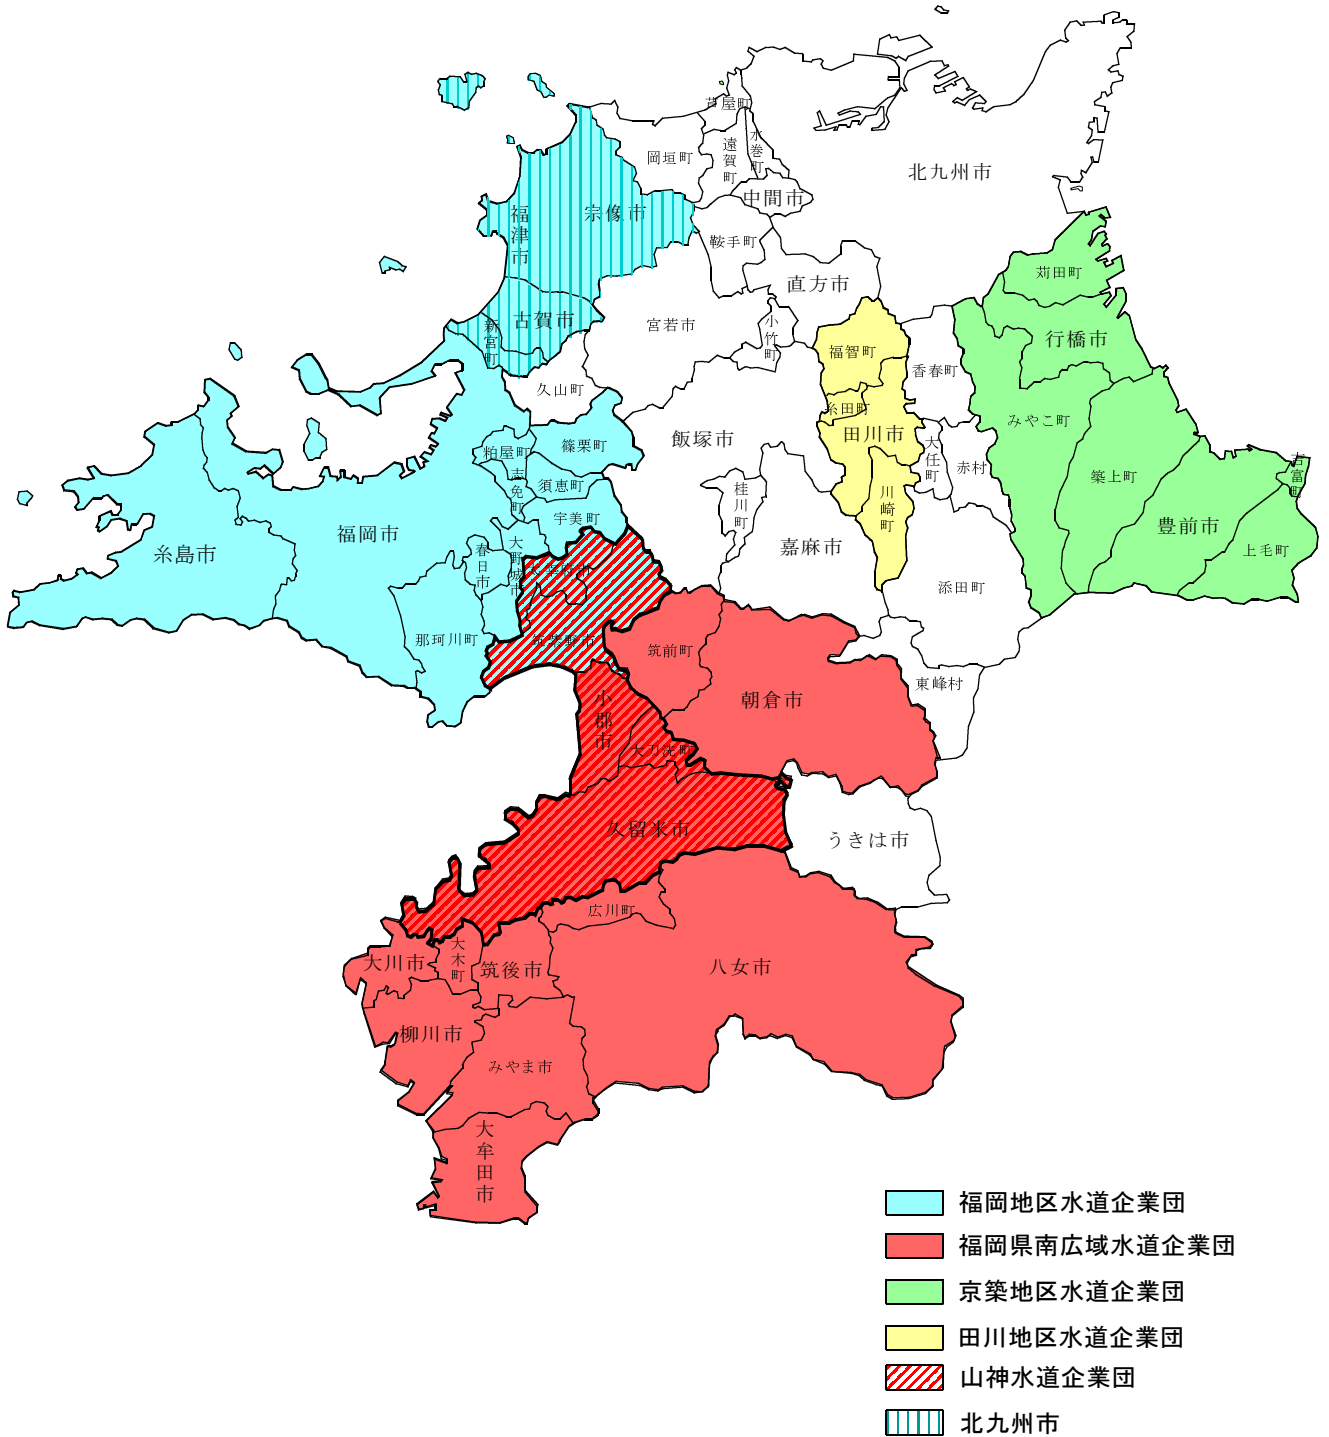 芦屋町
水巻町
岡垣町
遠賀町
北九州市
中間市
宗像市
福津市
鞍手町
苅田町
直方市
古賀市
新宮町
宮若市
小竹町
行橋市
福智町
香春町
久山町
糸田町
みやこ町
飯塚市
田川市
大任町
赤村
粕屋町
篠栗町
志免町
須恵町
築上町
吉富町
桂川町
川崎町
宇美町
福岡市
豊前市
糸島市
春日市
大野城市
嘉麻市
上毛町
太宰府市
添田町
那珂川町
筑紫野市
筑前町
東峰村
朝倉市
小郡市
大刀洗町
久留米市
うきは市
広川町
大川市
大木町
筑後市
八女市
柳川市
みやま市
大牟田市
福岡地区水道企業団
福岡県南広域水道企業団
京築地区水道企業団
田川地区水道企業団
山神水道企業団
北九州市